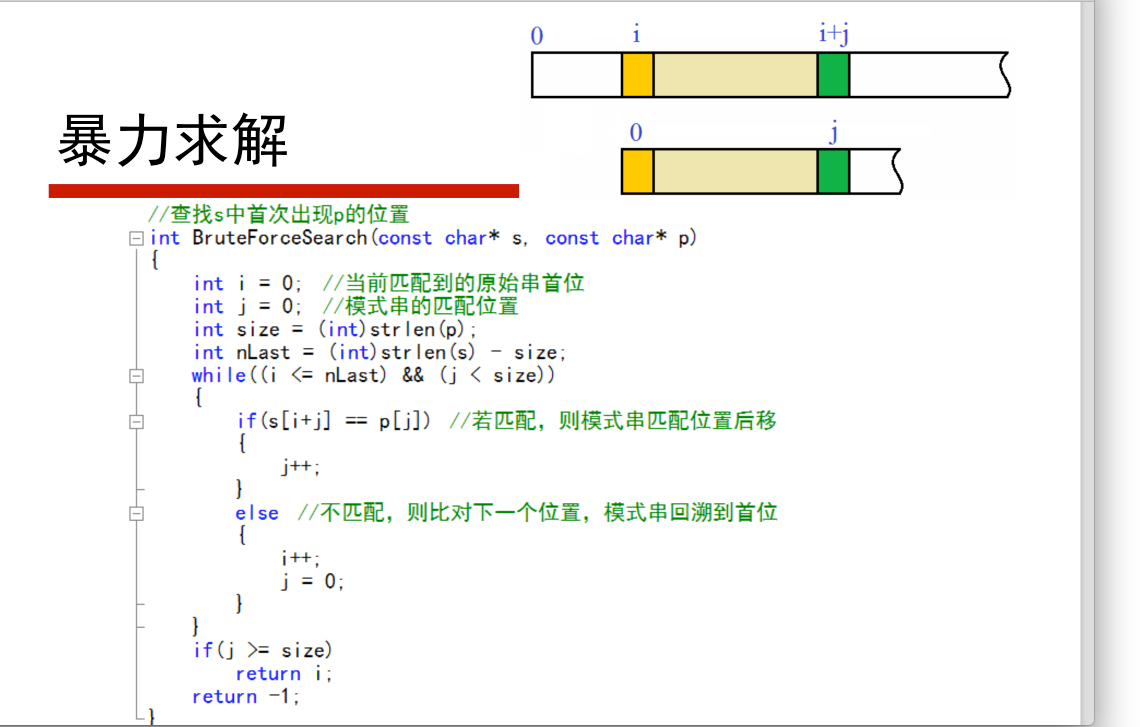 0 i i+j
0 j
暴力求解
//查找s中首次出现p的位置
int BruteForceSearch(const char* s, const char* p)
{
int i = 0; //当前匹配到的原始串首位
int j = 0; //模式串的匹配位置
int size = (int)strlen(p);
int nLast = (int)strlen(s) - size;
while((i <= nLast) && (j < size))
{
if(s[i+j] == p[j]) //若匹配，则模式串匹配位置后移
{
j++;
}
else //不匹配，则比对下一个位置，模式串回溯到首位
{
i++;
j = 0;
}
}
if(j >= size)
return i;
return -1;
}